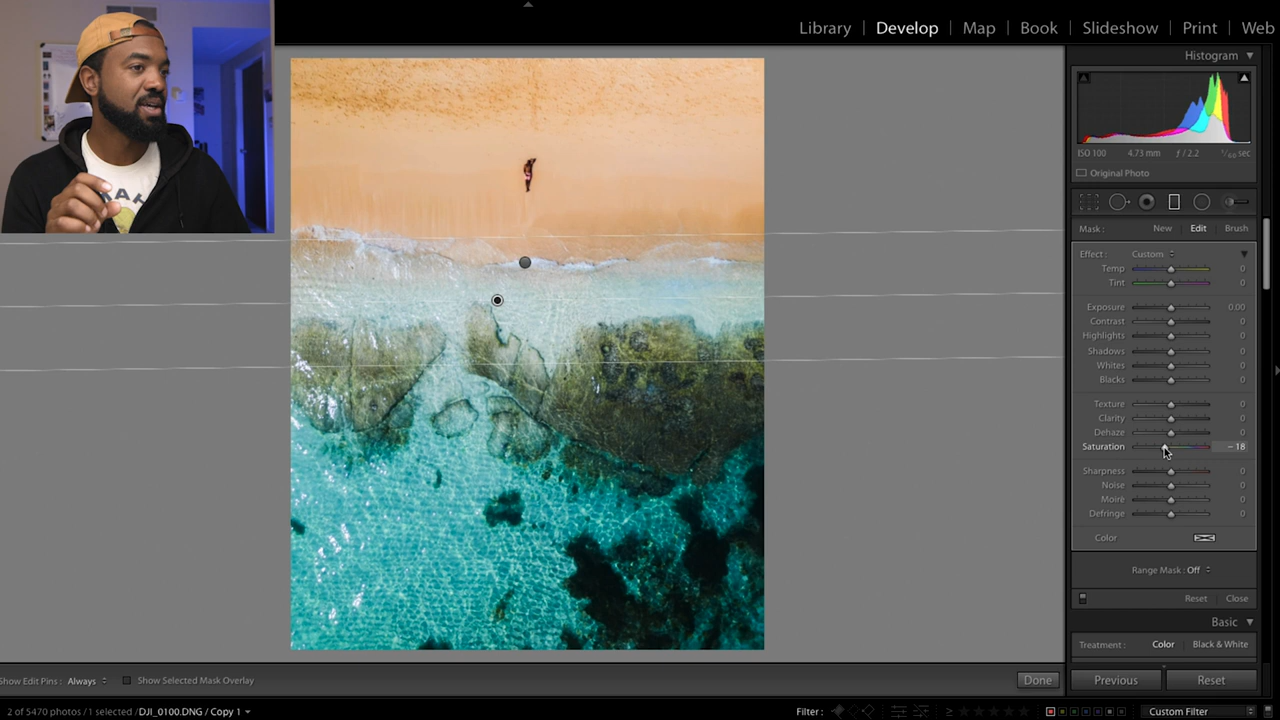 Library | Develop | Map | Book | Slideshow | Print | Web
Histogram
ISO 100 4.73 mm ƒ / 2.2 1/60 sec
Original Photo
Mask : New Edit Brush
Effect : Custom
Temp 0
Tint 0
Exposure 0.00
Contrast 0
Highlights 0
Shadows 0
Whites 0
Blacks 0
Texture 0
Clarity 0
Dehaze 0
Saturation – 18
Sharpness 0
Noise 0
Moiré 0
Defringe 0
Color
Range Mask : Off
Reset Close
Basic
Treatment : Color Black & White
Show Edit Pins : Always Show Selected Mask Overlay Done
Previous Reset
2 of 5470 photos / 1 selected / DJI_0100.DNG / Copy 1
Filter : Custom Filter